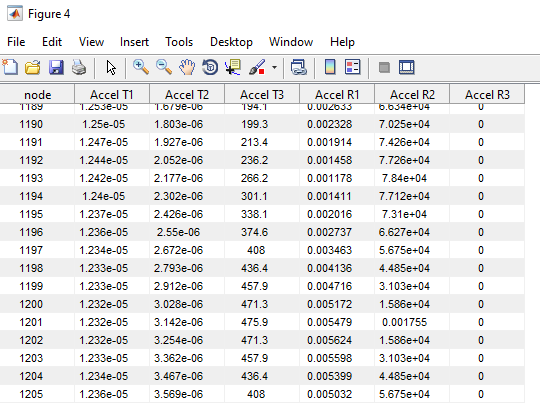 Figure 4
File Edit View Insert Tools Desktop Window Help
node Accel T1 Accel T2 Accel T3 Accel R1 Accel R2 Accel R3
1189 1.253e-05 1.679e-06 194.1 0.002633 6.634e+04 0
1190 1.25e-05 1.803e-06 199.3 0.002328 7.025e+04 0
1191 1.247e-05 1.927e-06 213.4 0.001914 7.426e+04 0
1192 1.244e-05 2.052e-06 236.2 0.001458 7.726e+04 0
1193 1.242e-05 2.177e-06 266.2 0.001178 7.84e+04 0
1194 1.24e-05 2.302e-06 301.1 0.001411 7.712e+04 0
1195 1.237e-05 2.426e-06 338.1 0.002016 7.31e+04 0
1196 1.236e-05 2.55e-06 374.6 0.002737 6.627e+04 0
1197 1.234e-05 2.672e-06 408 0.003463 5.675e+04 0
1198 1.233e-05 2.793e-06 436.4 0.004136 4.485e+04 0
1199 1.233e-05 2.912e-06 457.9 0.004716 3.103e+04 0
1200 1.232e-05 3.028e-06 471.3 0.005172 1.586e+04 0
1201 1.232e-05 3.142e-06 475.9 0.005479 0.001755 0
1202 1.232e-05 3.254e-06 471.3 0.005624 1.586e+04 0
1203 1.233e-05 3.362e-06 457.9 0.005598 3.103e+04 0
1204 1.234e-05 3.467e-06 436.4 0.005399 4.485e+04 0
1205 1.236e-05 3.569e-06 408 0.005032 5.675e+04 0